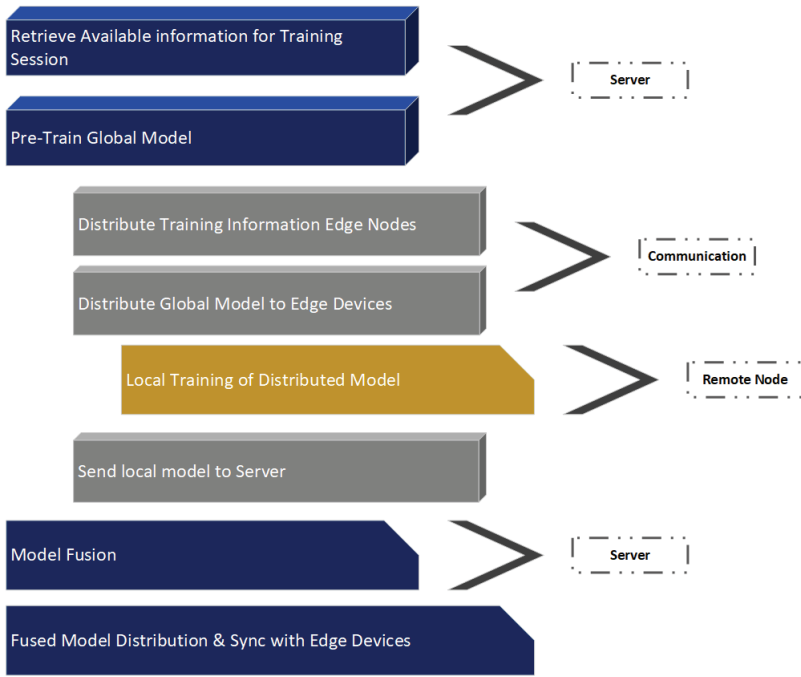 Retrieve Available information for Training
Session
Server
Pre-Train Global Model
Distribute Training Information Edge Nodes
Communication
Distribute Global Model to Edge Devices
Local Training of Distributed Model
Remote Node
Send local model to Server
Model Fusion
Server
Fused Model Distribution & Sync with Edge Devices